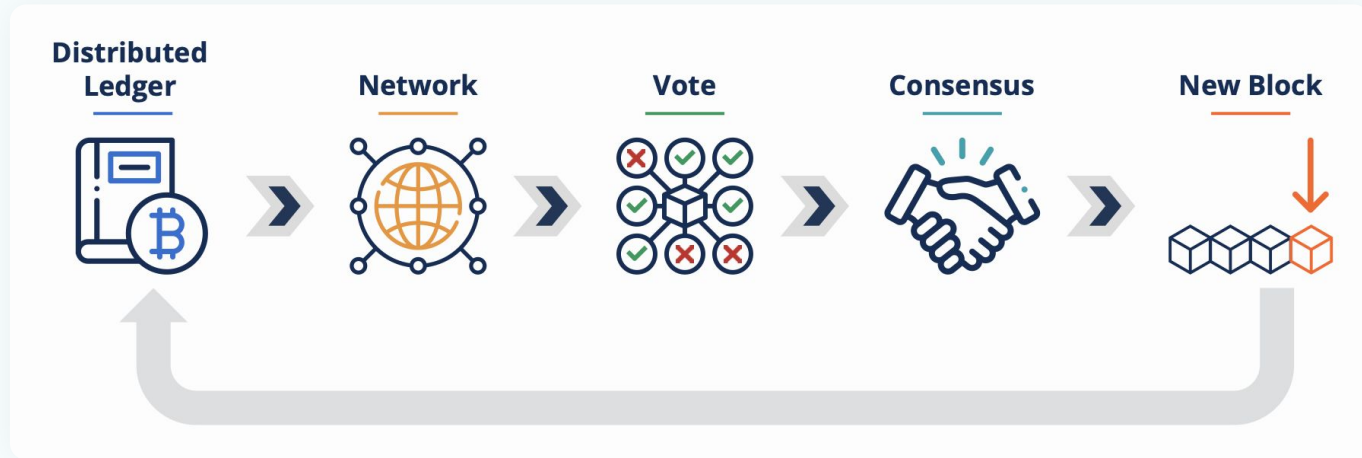 Distributed
Ledger
Network
Vote
Consensus
New Block